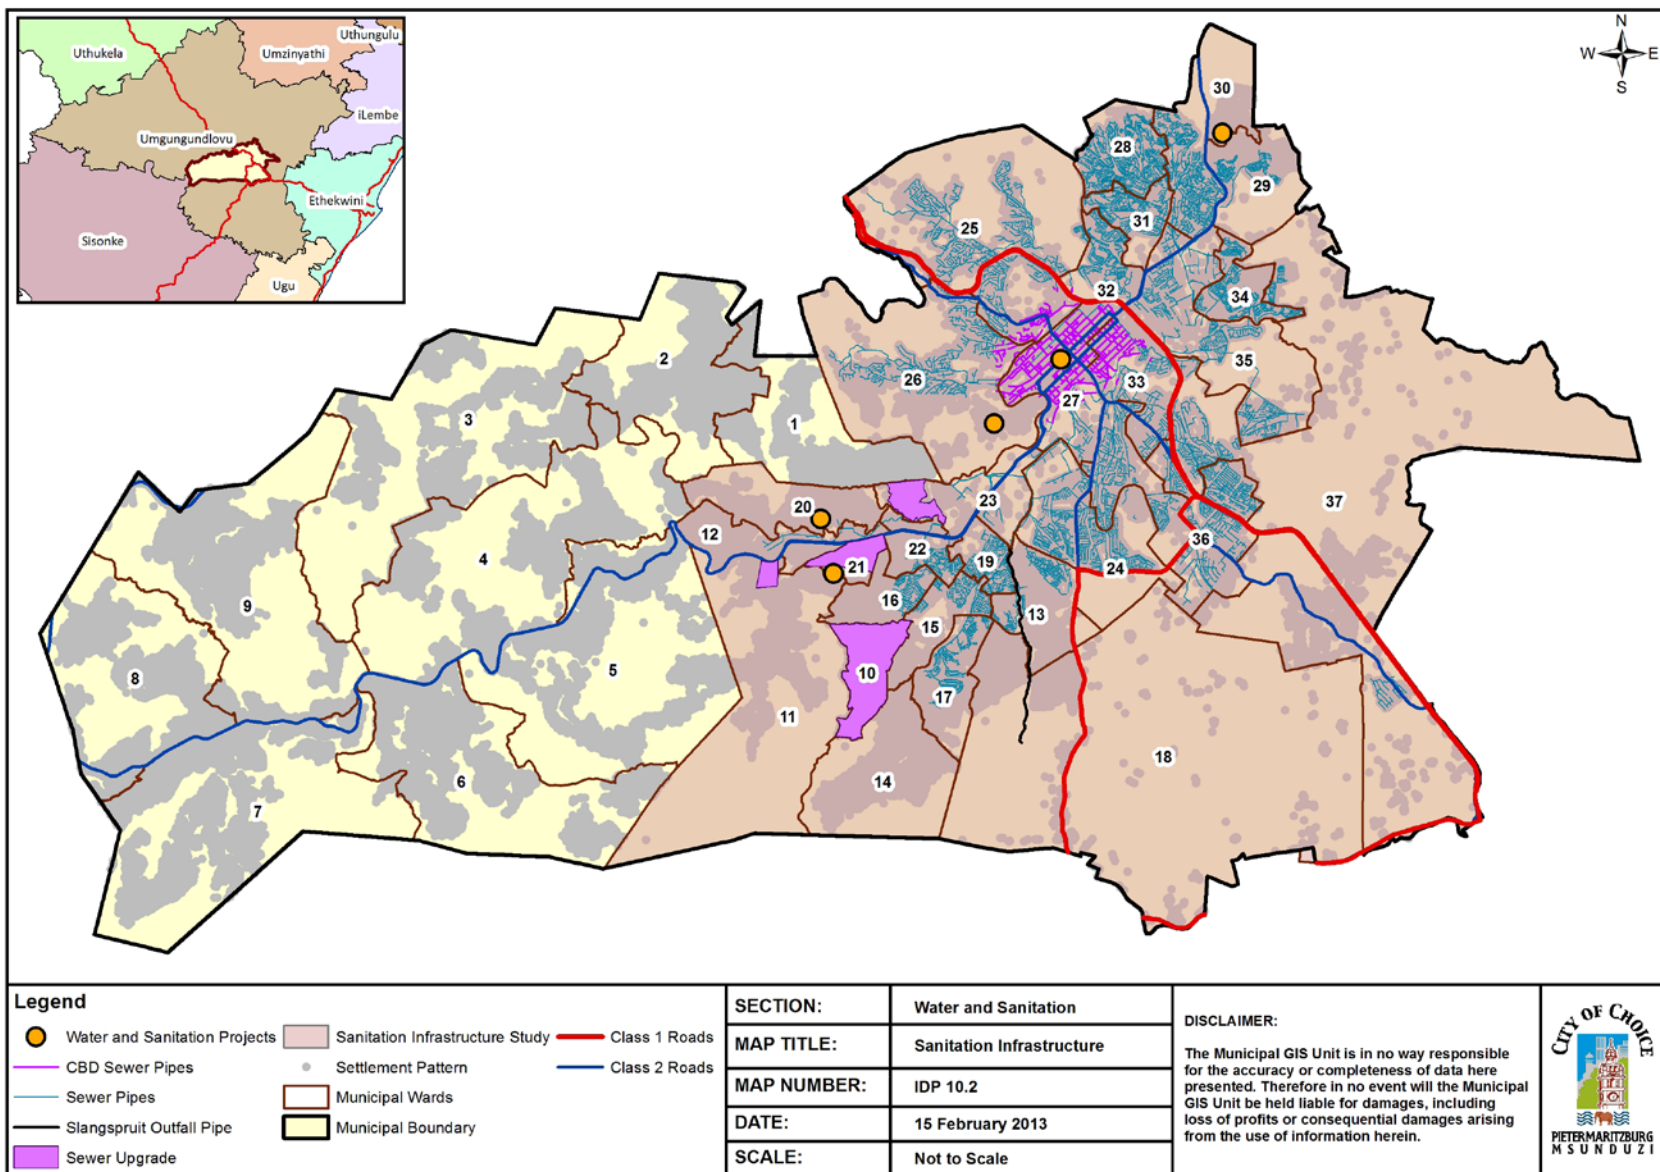 Uthungulu
Uthukela
Umzinyathi
iLembe
Umgungundlovu
Ethekwini
Sisonke
Ugu
N
W E
S
30
28
29
31
25
32
34
2
35
26
33
27
3
1
37
23
20
12
4
36
22
19
21
24
9
16
13
15
5
10
8
17
11
18
6
14
7
Legend
Water and Sanitation Projects
CBD Sewer Pipes
Sewer Pipes
Slangspruit Outfall Pipe
Sewer Upgrade
Sanitation Infrastructure Study
Settlement Pattern
Municipal Wards
Municipal Boundary
Class 1 Roads
Class 2 Roads
SECTION: Water and Sanitation
MAP TITLE: Sanitation Infrastructure
MAP NUMBER: IDP 10.2
DATE: 15 February 2013
SCALE: Not to Scale
DISCLAIMER:
The Municipal GIS Unit is in no way responsible
for the accuracy or completeness of data here
presented. Therefore in no event will the Municipal
GIS Unit be held liable for damages, including
loss of profits or consequential damages arising
from the use of information herein.
CITY OF CHOICE
PIETERMARITZBURG
MSUNDUZI